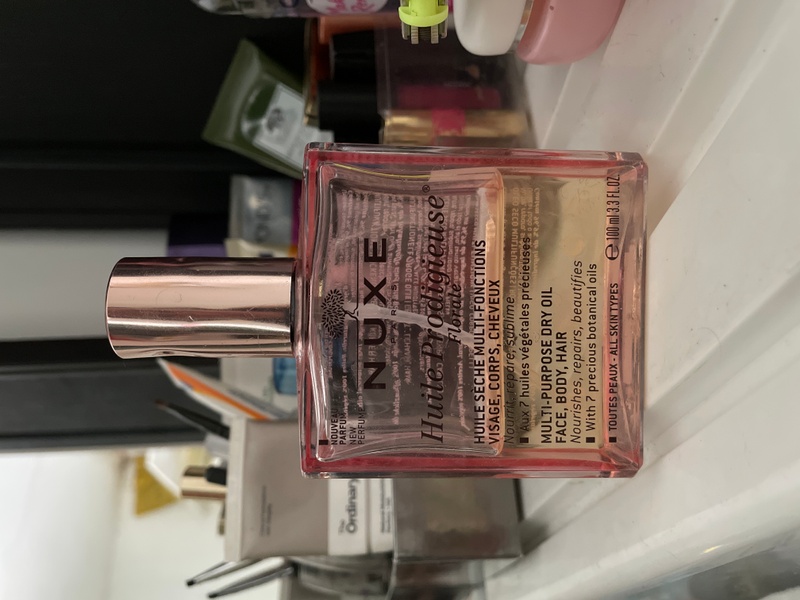 NOUVEAU
PARFUM
NEW
PERFUME
NUXE
PARIS
Huile Prodigieuse®
Florale
HUILE SÈCHE MULTI-FONCTIONS
VISAGE, CORPS, CHEVEUX
Nourrit, répare, sublime
■ Aux 7 huiles végétales précieuses
MULTI-PURPOSE DRY OIL
FACE, BODY, HAIR
Nourishes, repairs, beautifies
■ With 7 precious botanical oils
■ TOUTES PEAUX - ALL SKIN TYPES
℮ 100 ml 3.3 FL.OZ.
The
Ordinary.